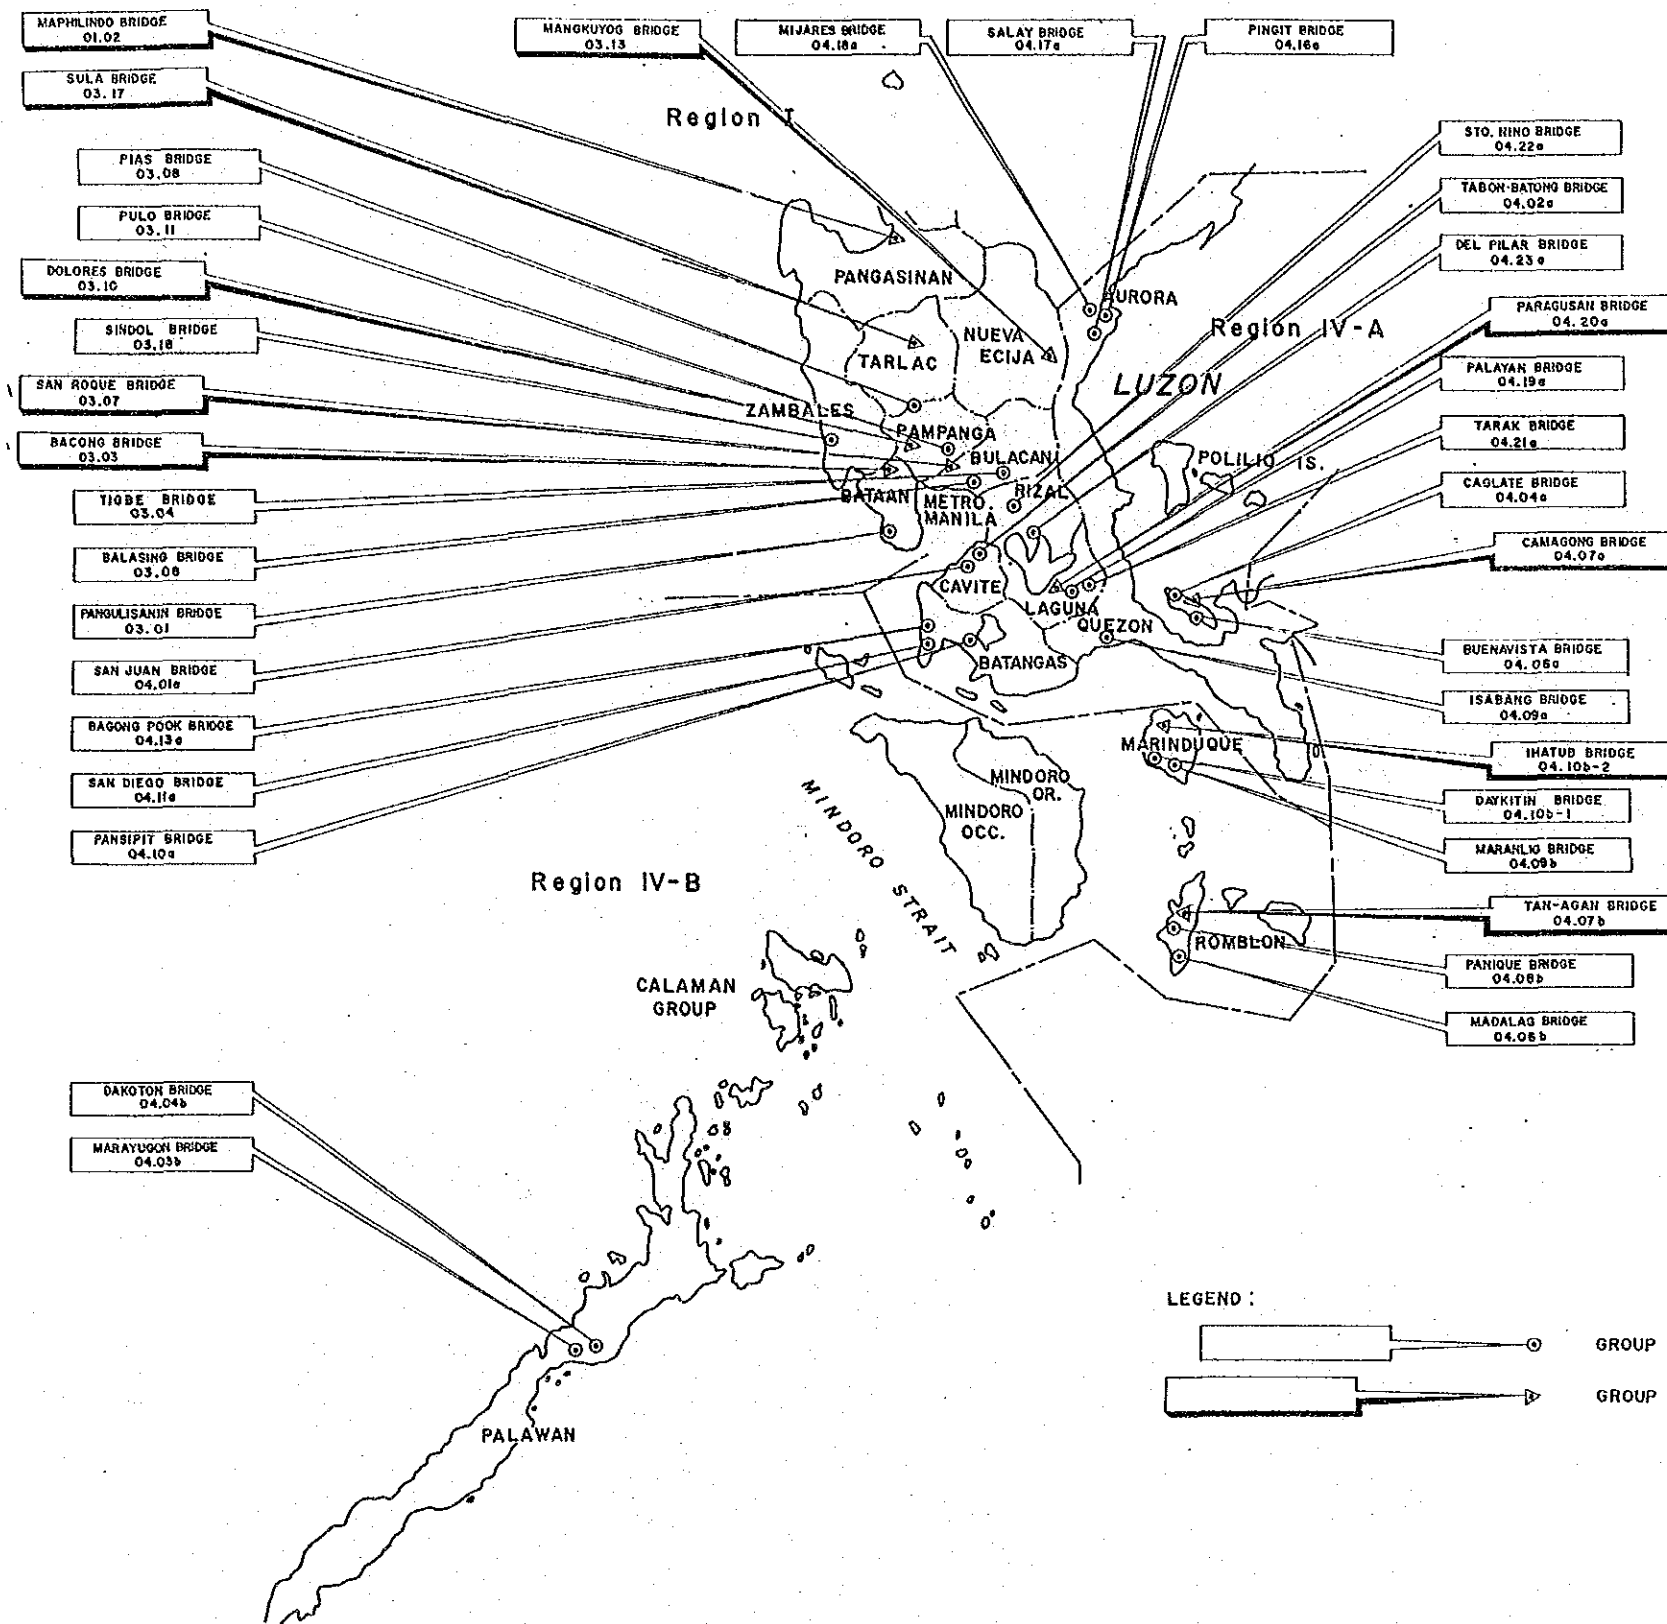 MAPHILINDO BRIDGE
01.02
MANGKUYOG BRIDGE
03.13
MIJARES BRIDGE
04.18a
SALAY BRIDGE
04.17a
PINGIT BRIDGE
04.16a
SULA BRIDGE
03.17
Region I
STO. NINO BRIDGE
04.22a
PIAS BRIDGE
03.08
TABON-BATONG BRIDGE
04.02a
PULO BRIDGE
03.11
DEL PILAR BRIDGE
04.23a
DOLORES BRIDGE
03.10
PANGASINAN
AURORA
PARAGUSAN BRIDGE
04.20a
SINDOL BRIDGE
03.18
NUEVA
ECIJA
Region IV-A
TARLAC
LUZON
PALAYAN BRIDGE
04.19a
SAN ROQUE BRIDGE
03.07
ZAMBALES
PAMPANGA
TARAK BRIDGE
04.21a
BACONG BRIDGE
03.03
BULACAN
POLILIO IS.
BATAAN
METRO.
MANILA
RIZAL
CAGLATE BRIDGE
04.04a
TIGBE BRIDGE
03.04
CAMAGONG BRIDGE
04.07a
BALASING BRIDGE
03.06
CAVITE
LAGUNA
PANGULISANIN BRIDGE
03.01
QUEZON
BUENAVISTA BRIDGE
04.06a
SAN JUAN BRIDGE
04.01a
BATANGAS
ISABANG BRIDGE
04.09a
BAGONG POOK BRIDGE
04.13a
MARINDUQUE
IHATUB BRIDGE
04.10b-2
SAN DIEGO BRIDGE
04.11a
MINDORO
OR.
DAYKITIN BRIDGE
04.10b-1
MINDORO
OCC.
PANSIPIT BRIDGE
04.10a
MARANLIG BRIDGE
04.09b
MINDORO STRAIT
Region IV-B
TAN-AGAN BRIDGE
04.07b
ROMBLON
PANIQUE BRIDGE
04.08b
CALAMAN
GROUP
MADALAG BRIDGE
04.06b
DAKOTON BRIDGE
04.04b
MARAYUGON BRIDGE
04.03b
LEGEND :
GROUP
GROUP
PALAWAN